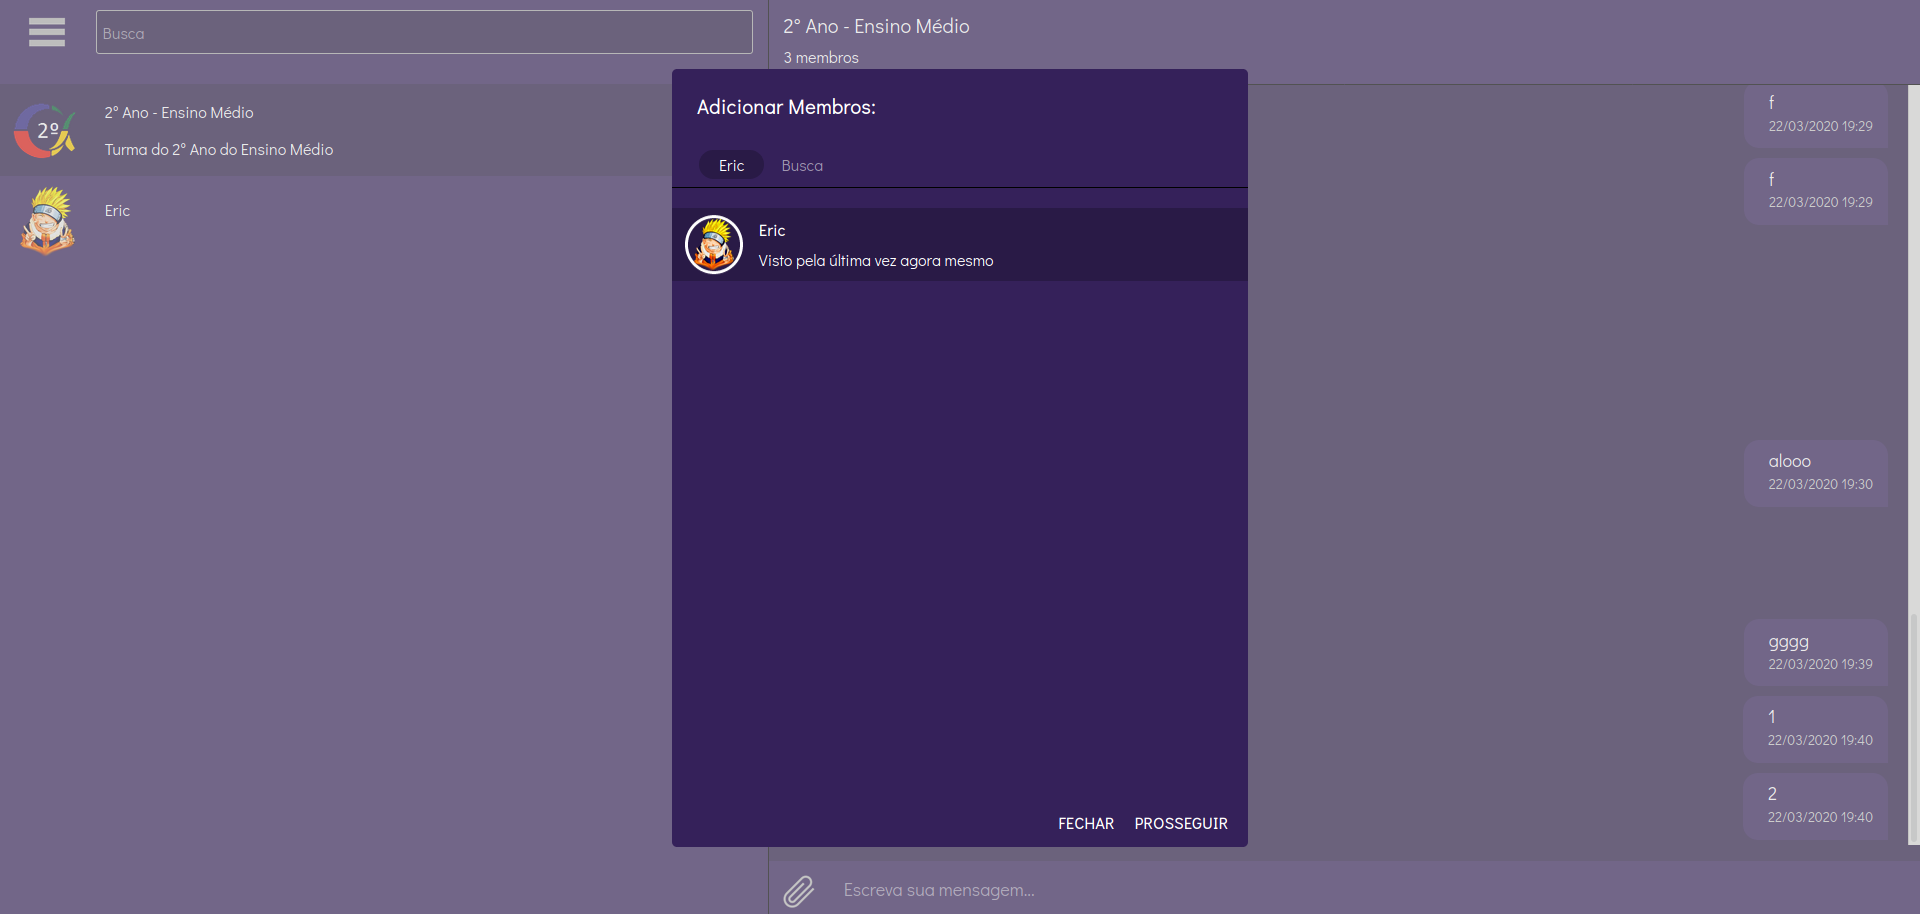 Busca
2° Ano - Ensino Médio
3 membros
2º
2° Ano - Ensino Médio
Turma do 2° Ano do Ensino Médio
Eric
Adicionar Membros:
Eric
Busca
Eric
Visto pela última vez agora mesmo
FECHAR
PROSSEGUIR
f
22/03/2020 19:29
f
22/03/2020 19:29
alooo
22/03/2020 19:30
gggg
22/03/2020 19:39
1
22/03/2020 19:40
2
22/03/2020 19:40
Escreva sua mensagem...